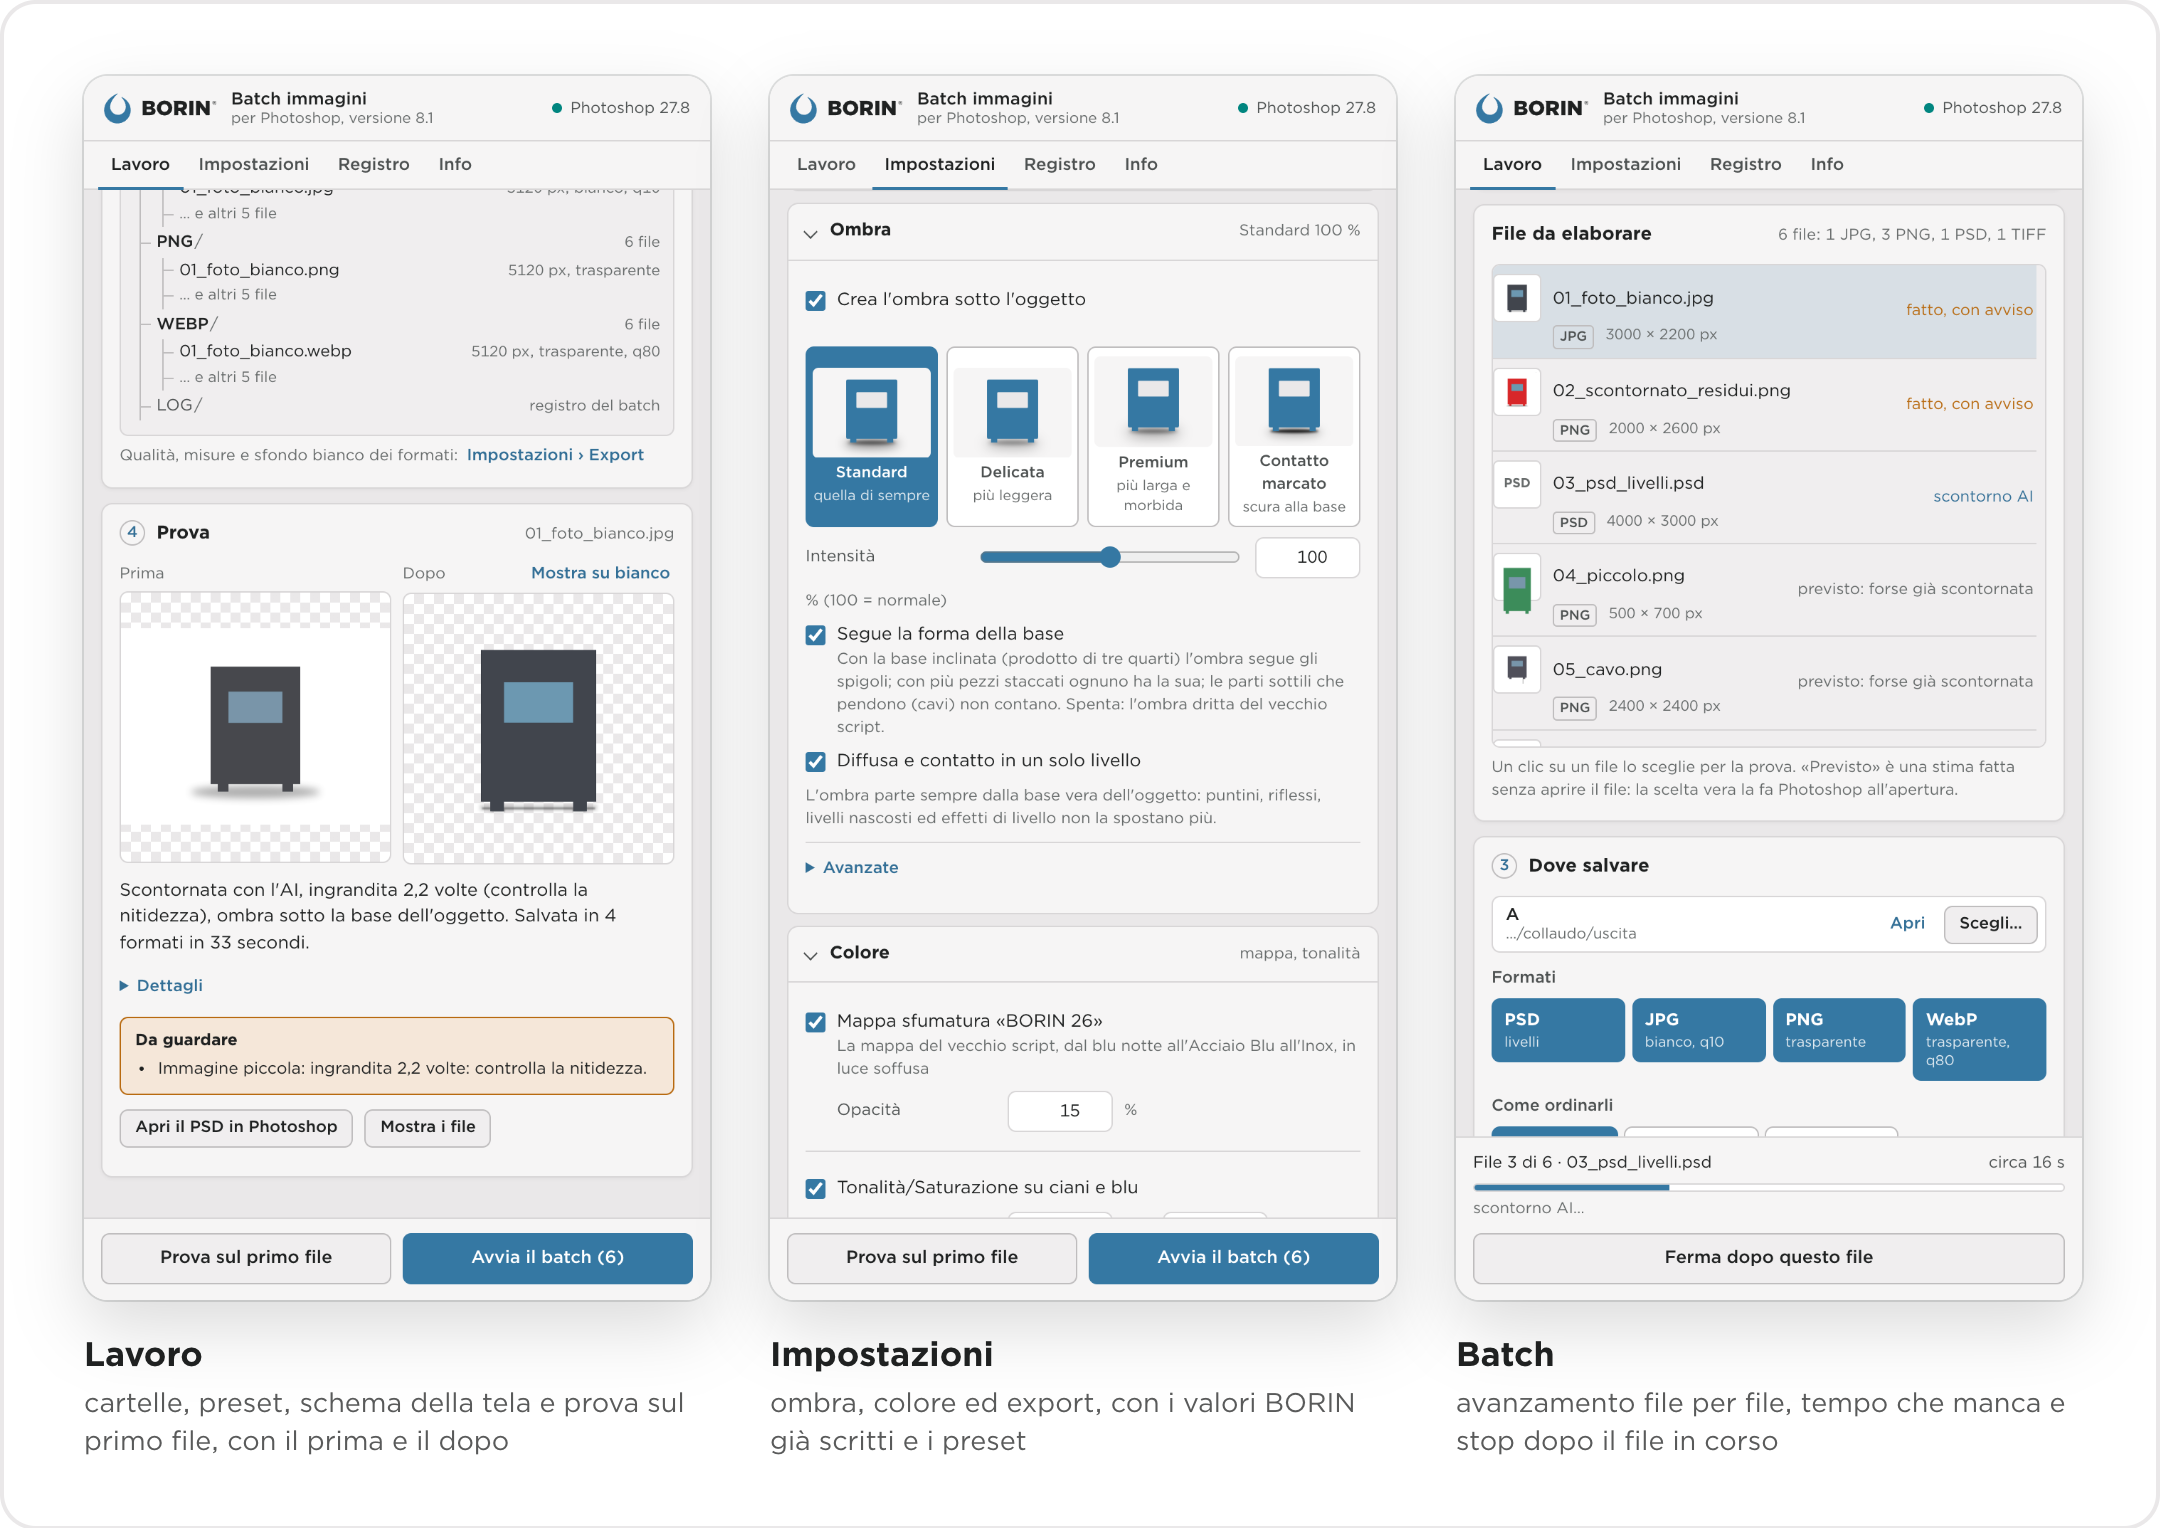 BORIN®
Batch immagini
per Photoshop, versione 8.1
Photoshop 27.8
Lavoro Impostazioni Registro Info
01_foto_bianco.jpg 5120 px, bianco, q10
... e altri 5 file
PNG/ 6 file
01_foto_bianco.png 5120 px, trasparente
... e altri 5 file
WEBP/ 6 file
01_foto_bianco.webp 5120 px, trasparente, q80
... e altri 5 file
LOG/ registro del batch
Qualità, misure e sfondo bianco dei formati: Impostazioni › Export
4 Prova 01_foto_bianco.jpg
Prima Dopo Mostra su bianco
Scontornata con l'AI, ingrandita 2,2 volte (controlla la
nitidezza), ombra sotto la base dell'oggetto. Salvata in 4
formati in 33 secondi.
Dettagli
Da guardare
• Immagine piccola: ingrandita 2,2 volte: controlla la nitidezza.
Apri il PSD in Photoshop Mostra i file
Prova sul primo file Avvia il batch (6)
Lavoro
cartelle, preset, schema della tela e prova sul
primo file, con il prima e il dopo
BORIN®
Batch immagini
per Photoshop, versione 8.1
Photoshop 27.8
Lavoro Impostazioni Registro Info
Ombra Standard 100 %
Crea l'ombra sotto l'oggetto
Standard
quella di sempre
Delicata
più leggera
Premium
più larga e
morbida
Contatto
marcato
scura alla base
Intensità 100
% (100 = normale)
Segue la forma della base
Con la base inclinata (prodotto di tre quarti) l'ombra segue gli
spigoli; con più pezzi staccati ognuno ha la sua; le parti sottili che
pendono (cavi) non contano. Spenta: l'ombra dritta del vecchio
script.
Diffusa e contatto in un solo livello
L'ombra parte sempre dalla base vera dell'oggetto: puntini, riflessi,
livelli nascosti ed effetti di livello non la spostano più.
Avanzate
Colore mappa, tonalità
Mappa sfumatura «BORIN 26»
La mappa del vecchio script, dal blu notte all'Acciaio Blu all'Inox, in
luce soffusa
Opacità 15 %
Tonalità/Saturazione su ciani e blu
Prova sul primo file Avvia il batch (6)
Impostazioni
ombra, colore ed export, con i valori BORIN
già scritti e i preset
BORIN®
Batch immagini
per Photoshop, versione 8.1
Photoshop 27.8
Lavoro Impostazioni Registro Info
File da elaborare 6 file: 1 JPG, 3 PNG, 1 PSD, 1 TIFF
01_foto_bianco.jpg
JPG 3000 × 2200 px
fatto, con avviso
02_scontornato_residui.png
PNG 2000 × 2600 px
fatto, con avviso
PSD
03_psd_livelli.psd
PSD 4000 × 3000 px
scontorno AI
04_piccolo.png
PNG 500 × 700 px
previsto: forse già scontornata
05_cavo.png
PNG 2400 × 2400 px
previsto: forse già scontornata
Un clic su un file lo sceglie per la prova. «Previsto» è una stima fatta
senza aprire il file: la scelta vera la fa Photoshop all'apertura.
3 Dove salvare
A
.../collaudo/uscita
Apri Scegli...
Formati
PSD
livelli
JPG
bianco, q10
PNG
trasparente
WebP
trasparente,
q80
Come ordinarli
File 3 di 6 · 03_psd_livelli.psd circa 16 s
scontorno AI...
Ferma dopo questo file
Batch
avanzamento file per file, tempo che manca e
stop dopo il file in corso